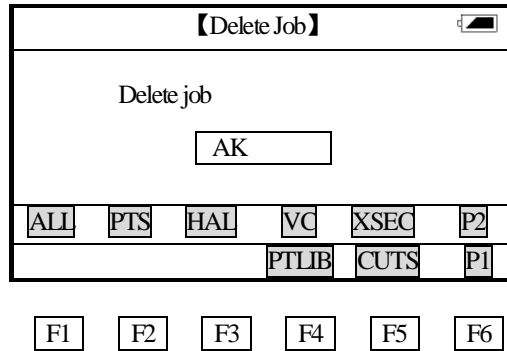 【Delete Job】
Delete job
AK
ALL PTS HAL VC XSEC P2
PTLIB CUTS P1
F1 F2 F3 F4 F5 F6